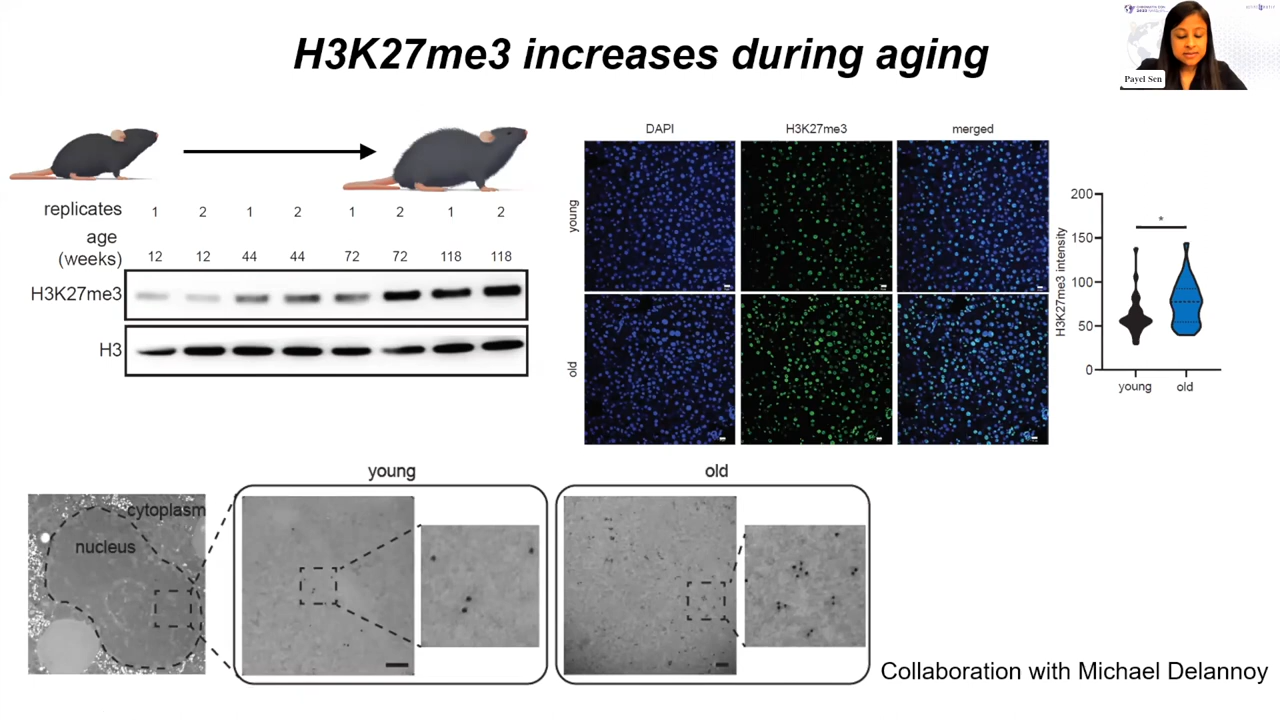 H3K27me3 increases during aging
Payel Sen
replicates 1 2 1 2 1 2 1 2
age
(weeks) 12 12 44 44 72 72 118 118
H3K27me3
H3
DAPI H3K27me3 merged
young
old
H3K27me3 intensity
200
150
100
50
0
*
young old
cytoplasm
nucleus
young
old
Collaboration with Michael Delannoy